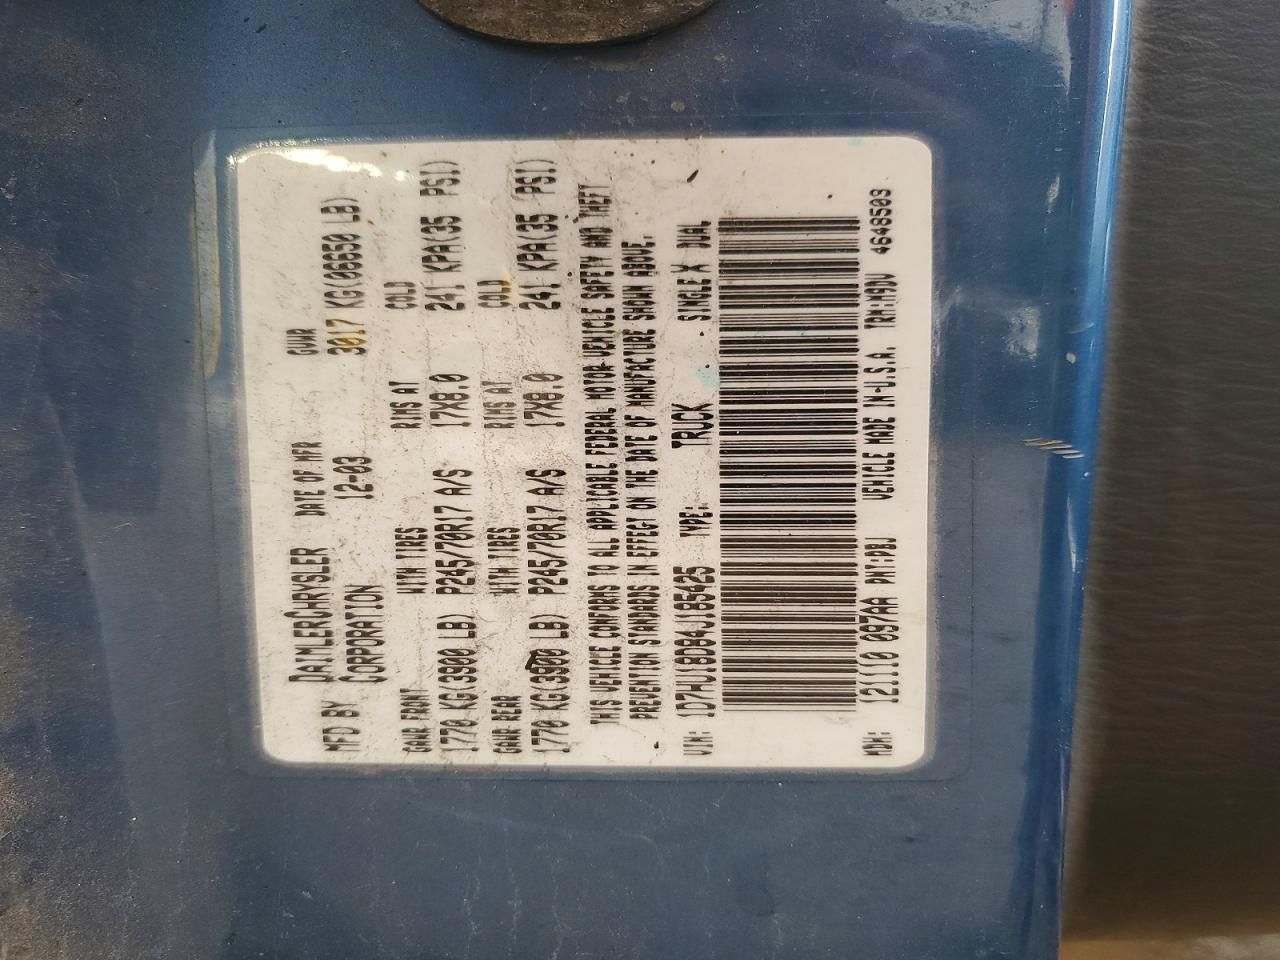 MFD BY DAIMLERCHRYSLER CORPORATION
DATE OF MFR 12-03
GVWR 3017 KG(06650 LB)
GAWR FRONT WITH TIRES RIMS AT COLD
1770 KG(3900 LB) P245/70R17 A/S 17X8.0 241 KPA(35 PSI)
GAWR REAR WITH TIRES RIMS AT COLD
1770 KG(3900 LB) P245/70R17 A/S 17X8.0 241 KPA(35 PSI)
THIS VEHICLE CONFORMS TO ALL APPLICABLE FEDERAL MOTOR VEHICLE SAFETY AND THEFT
PREVENTION STANDARDS IN EFFECT ON THE DATE OF MANUFACTURE SHOWN ABOVE.
VIN: 1D7HU18D84J185425 TYPE: TRUCK SINGLE X DUAL
MDH: 121110 097AA PNT:PBJ VEHICLE MADE IN U.S.A. TRM:M9DV 4648503